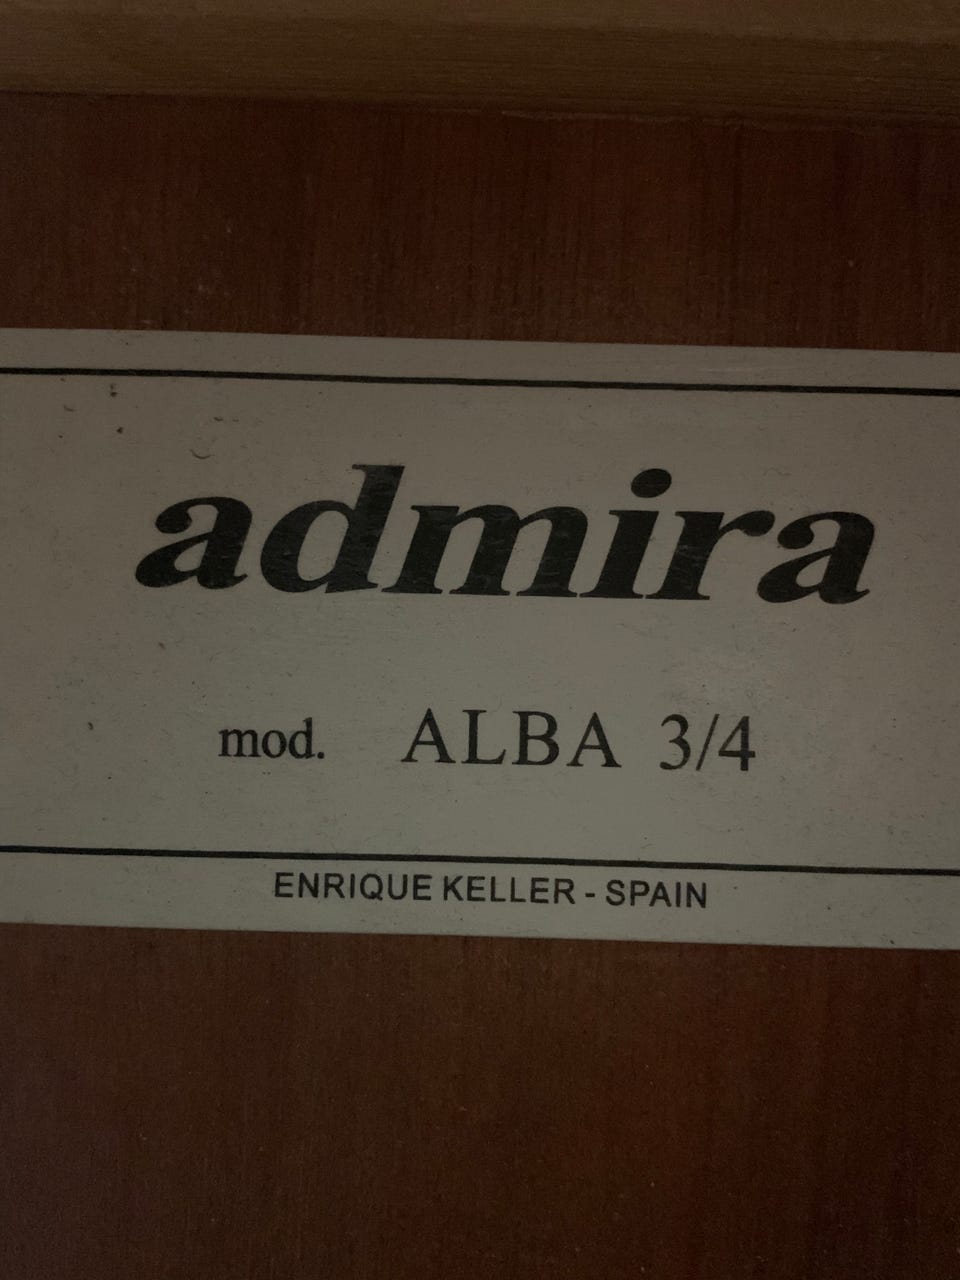 admira
mod. ALBA 3/4
ENRIQUE KELLER - SPAIN